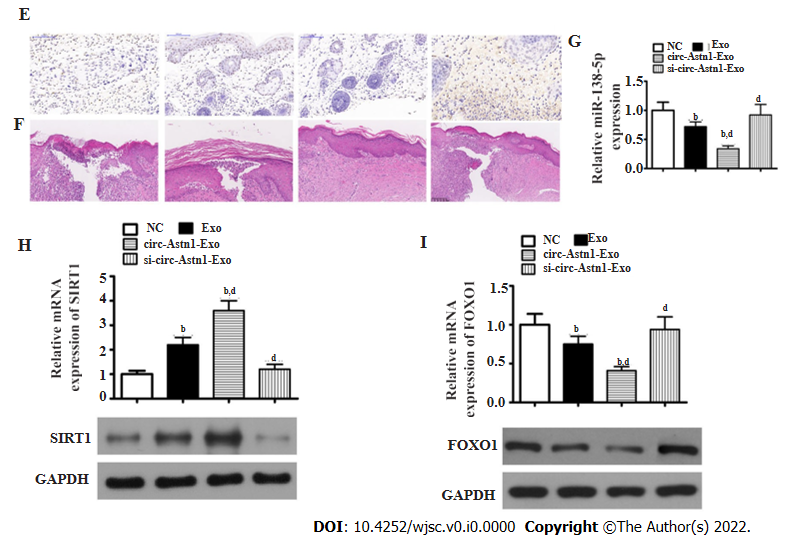 E
F
G
NC Exo
circ-Astn1-Exo
si-circ-Astn1-Exo
Relative miR-138-5p
expression
1.5
1.0
0.5
0.0
b
b,d
d
H
NC Exo
circ-Astn1-Exo
si-circ-Astn1-Exo
Relative mRNA
expression of SIRT1
5
4
3
2
1
0
b
b,d
d
SIRT1
GAPDH
I
NC Exo
circ-Astn1-Exo
si-circ-Astn1-Exo
Relative mRNA
expression of FOXO1
1.5
1.0
0.5
0.0
b
b,d
d
FOXO1
GAPDH
DOI: 10.4252/wjsc.v0.i0.0000 Copyright ©The Author(s) 2022.